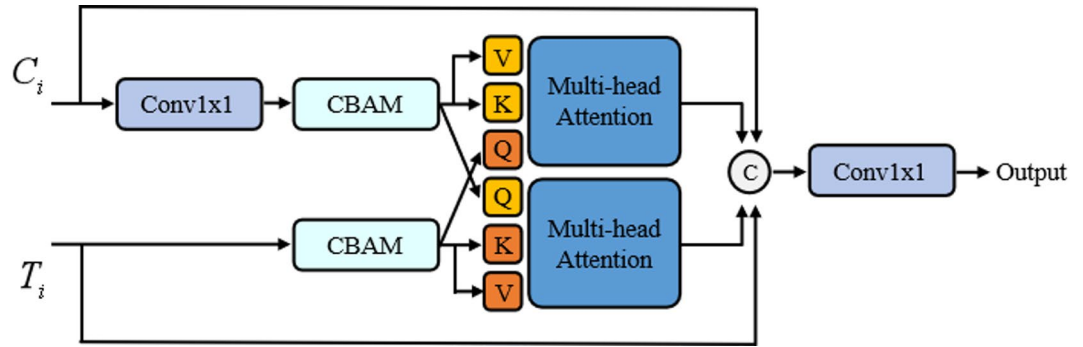 C_i
Conv1x1
CBAM
V
K
Q
Multi-head
Attention
C
Conv1x1
Output
T_i
CBAM
Q
K
V
Multi-head
Attention